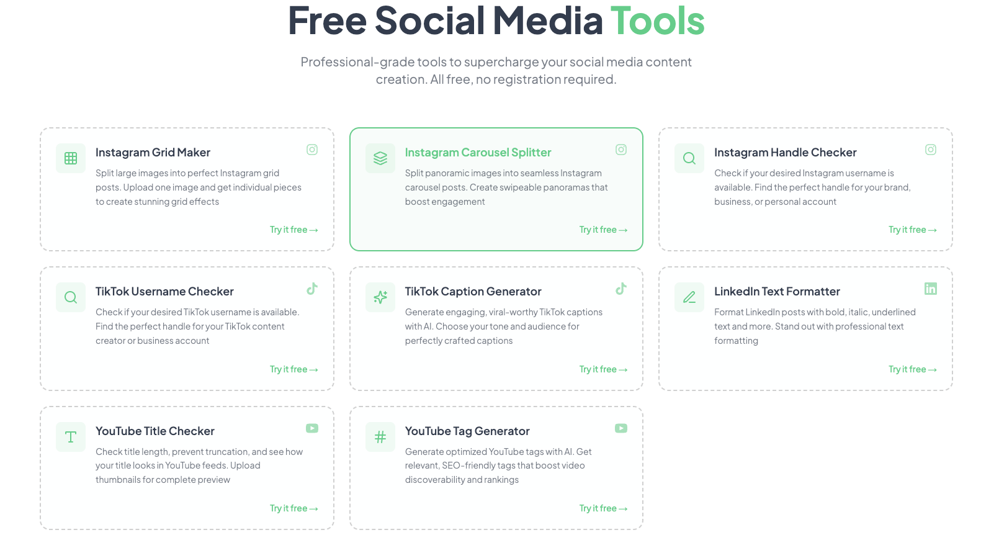 Free Social Media Tools
Professional-grade tools to supercharge your social media content
creation. All free, no registration required.
Instagram Grid Maker
Split large images into perfect Instagram grid
posts. Upload one image and get individual pieces
to create stunning grid effects
Try it free →
Instagram Carousel Splitter
Split panoramic images into seamless Instagram
carousel posts. Create swipeable panoramas that
boost engagement
Try it free →
Instagram Handle Checker
Check if your desired Instagram username is
available. Find the perfect handle for your brand,
business, or personal account
Try it free →
TikTok Username Checker
Check if your desired TikTok username is available.
Find the perfect handle for your TikTok content
creator or business account
Try it free →
TikTok Caption Generator
Generate engaging, viral-worthy TikTok captions
with AI. Choose your tone and audience for
perfectly crafted captions
Try it free →
LinkedIn Text Formatter
Format LinkedIn posts with bold, italic, underlined
text and more. Stand out with professional text
formatting
Try it free →
YouTube Title Checker
Check title length, prevent truncation, and see how
your title looks in YouTube feeds. Upload
thumbnails for complete preview
Try it free →
YouTube Tag Generator
Generate optimized YouTube tags with AI. Get
relevant, SEO-friendly tags that boost video
discoverability and rankings
Try it free →